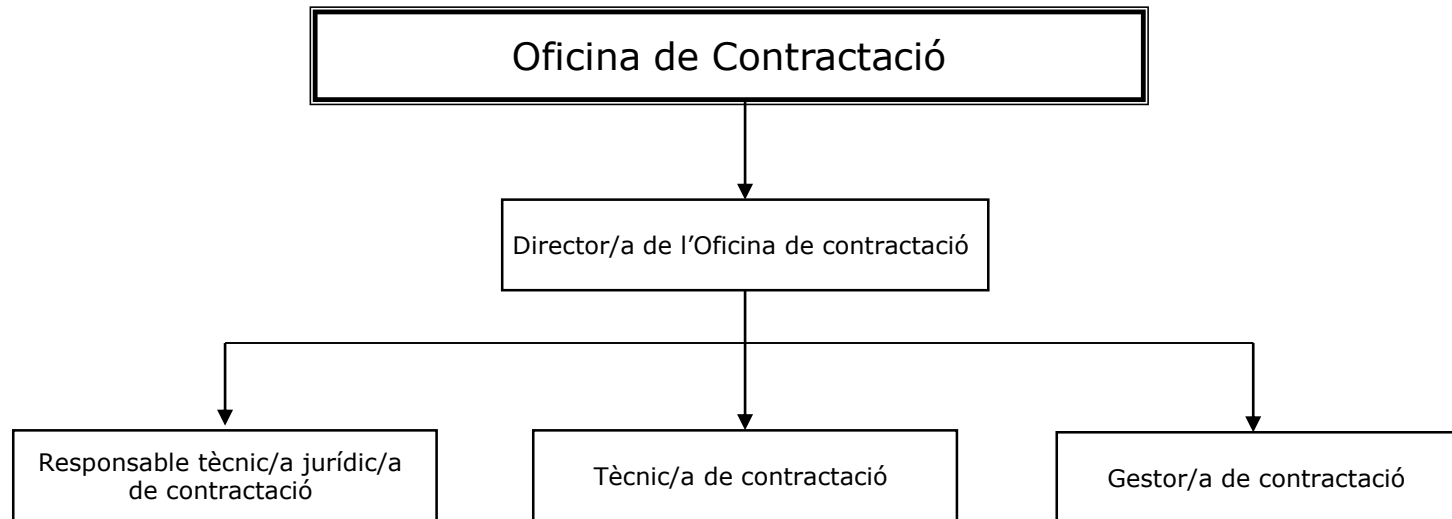 Oficina de Contractació
Director/a de l’Oficina de contractació
Responsable tècnic/a jurídic/a
de contractació
Tècnic/a de contractació
Gestor/a de contractació